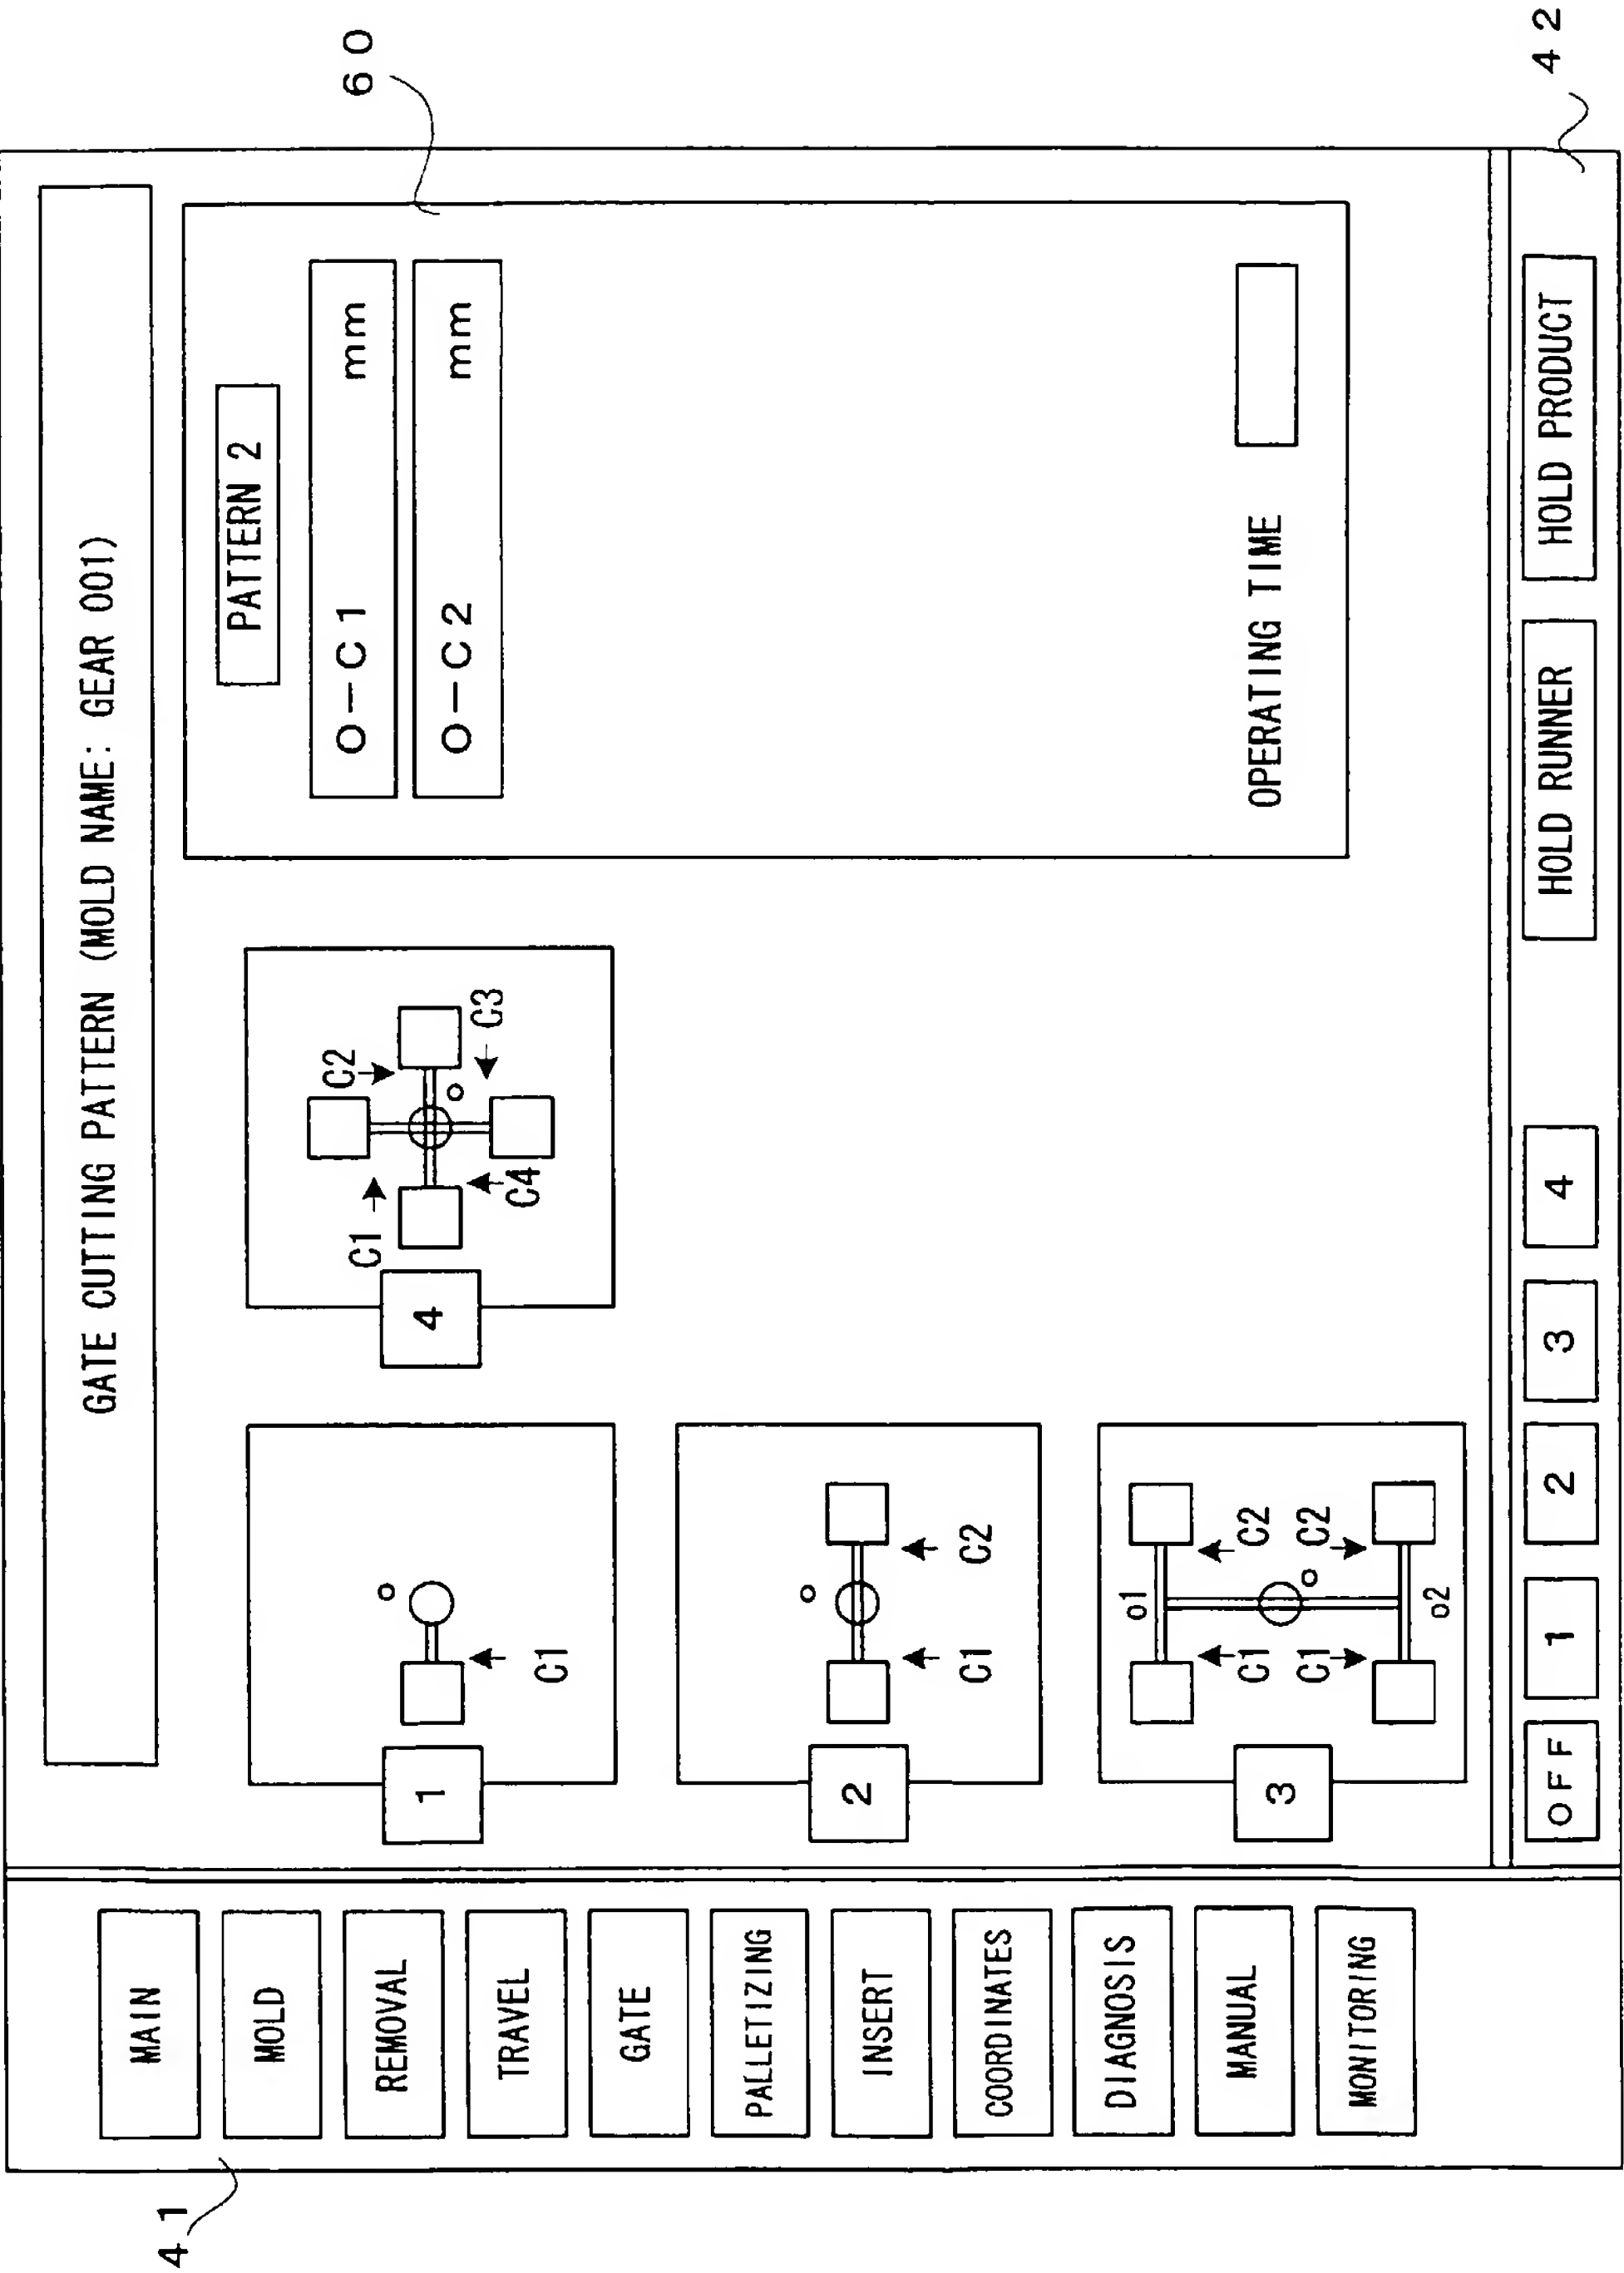 GATE CUTTING PATTERN (MOLD NAME: GEAR 001)
41
MAIN
MOLD
REMOVAL
TRAVEL
GATE
PALLETIZING
INSERT
COORDINATES
DIAGNOSIS
MANUAL
MONITORING
1
o
C1
4
C1
C2
o
C3
C4
2
o
C1
C2
3
o1
C1
C2
o
C1
C2
o2
60
PATTERN 2
O-C1 mm
O-C2 mm
OPERATING TIME
OFF
1
2
3
4
HOLD RUNNER
HOLD PRODUCT
42